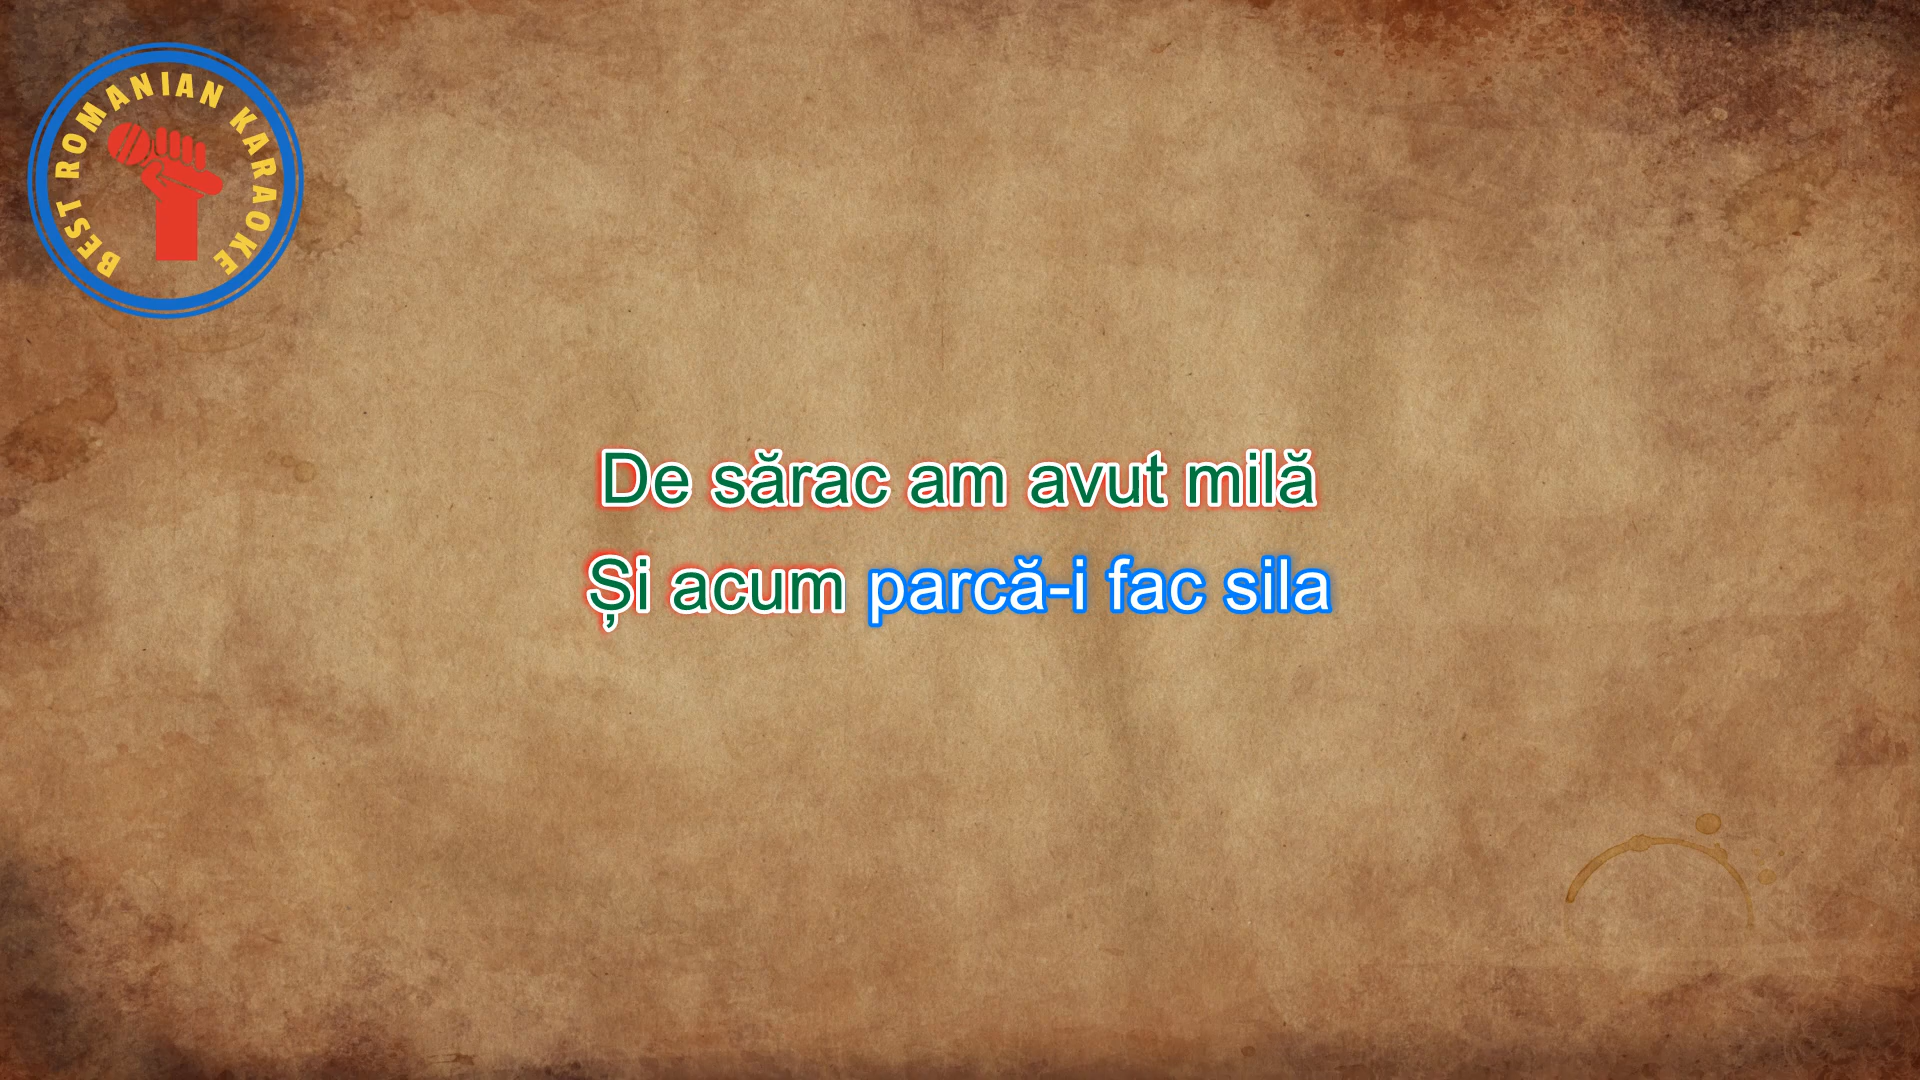 BEST ROMANIAN KARAOKE
De sărac am avut milă
Și acum parcă-i fac sila